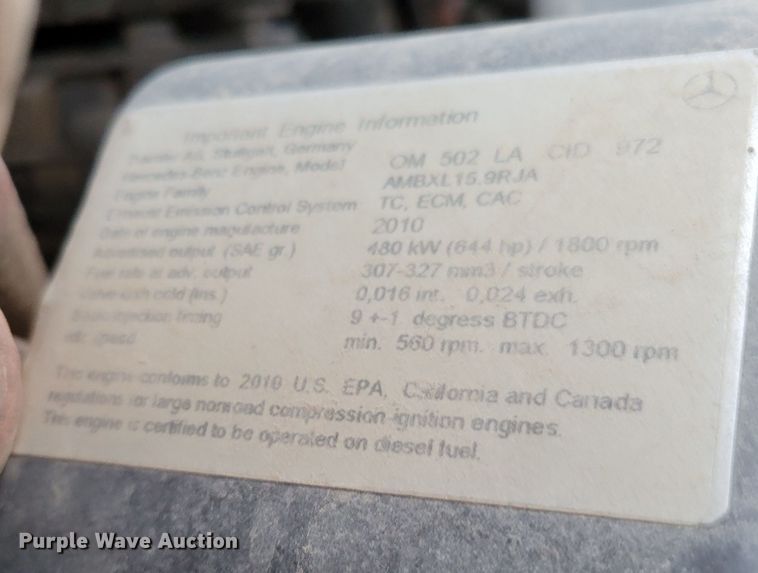 Important Engine Information
Daimler AG, Stuttgart, Germany
Mercedes-Benz Engine, Model OM 502 LA CID 972
Engine Family AMBXL15.9RJA
Exhaust Emission Control System TC, ECM, CAC
Date of engine magufacture 2010
Advertised output (SAE gr.) 480 kW (644 hp) / 1800 rpm
Fuel rate at adv. output 307-327 mm3 / stroke
Valve lash cold (ins.) 0,016 int. 0,024 exh.
Basic injection timing 9 +-1 degress BTDC
speed min. 560 rpm. max. 1300 rpm
This engine conforms to 2010 U.S. EPA, California and Canada
regulations for large nonroad compression ignition engines.
This engine is certified to be operated on diesel fuel.
Purple Wave Auction